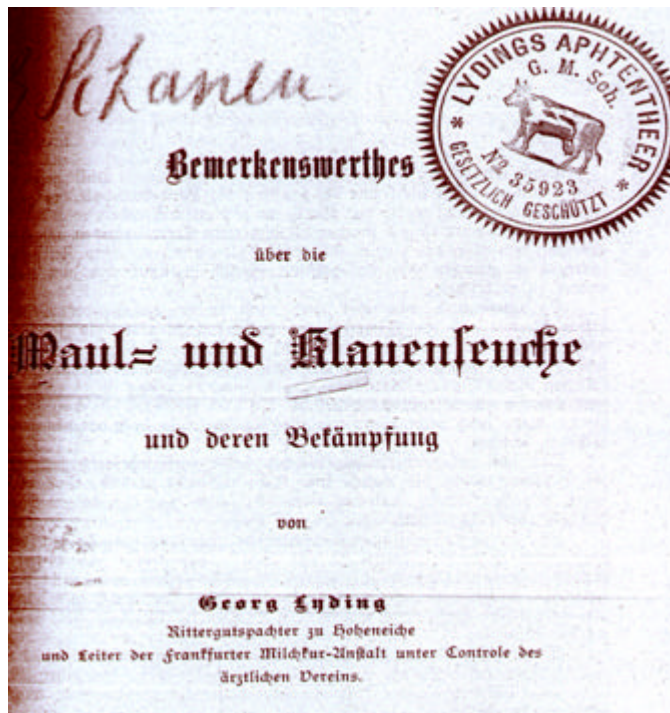 Schanen
LYDINGS APHTENTHEER
G. M. Sch.
No 35923
* GESETZLICH GESCHÜTZT *
Bemerkenswerthes
über die
Maul- und Klauenseuche
und deren Bekämpfung
von
Georg Lyding
Rittergutspachter zu Hoheneiche
und Leiter der Frankfurter Milchkur-Anstalt unter Controle des
ärztlichen Vereins.